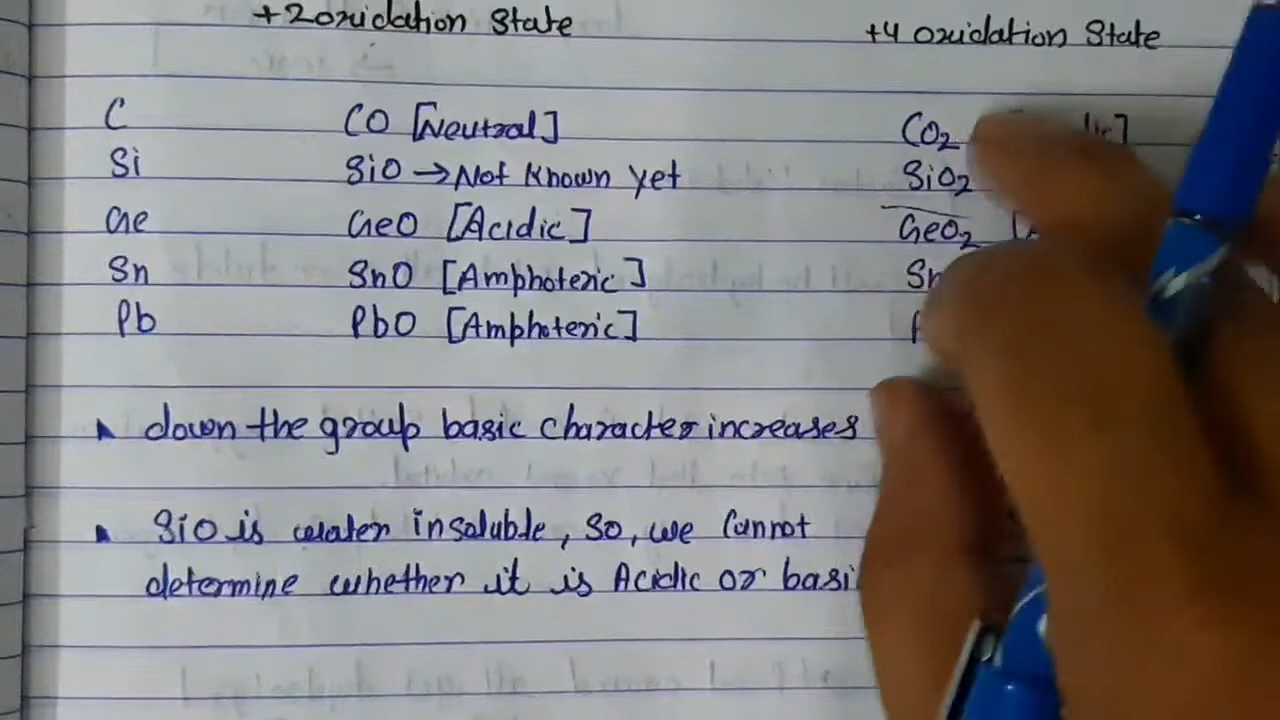 +2 oxidation State +4 oxidation State
C CO [Neutral] CO2
Si SiO → Not Known yet SiO2
Ge GeO [Acidic] GeO2
Sn SnO [Amphoteric] Sn
Pb PbO [Amphoteric]
down the group basic character increases
SiO is water insoluble, so, we Cannot
determine whether it is Acidic or basi